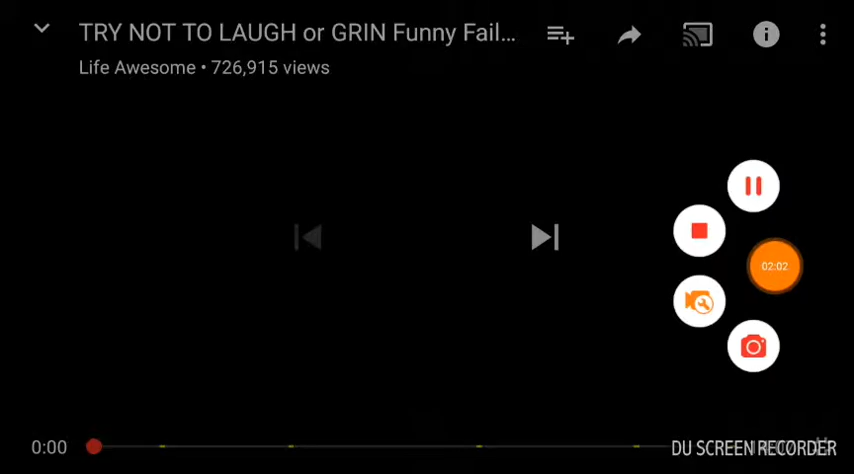 TRY NOT TO LAUGH or GRIN Funny Fail...
Life Awesome • 726,915 views
02:02
0:00
DU SCREEN RECORDER